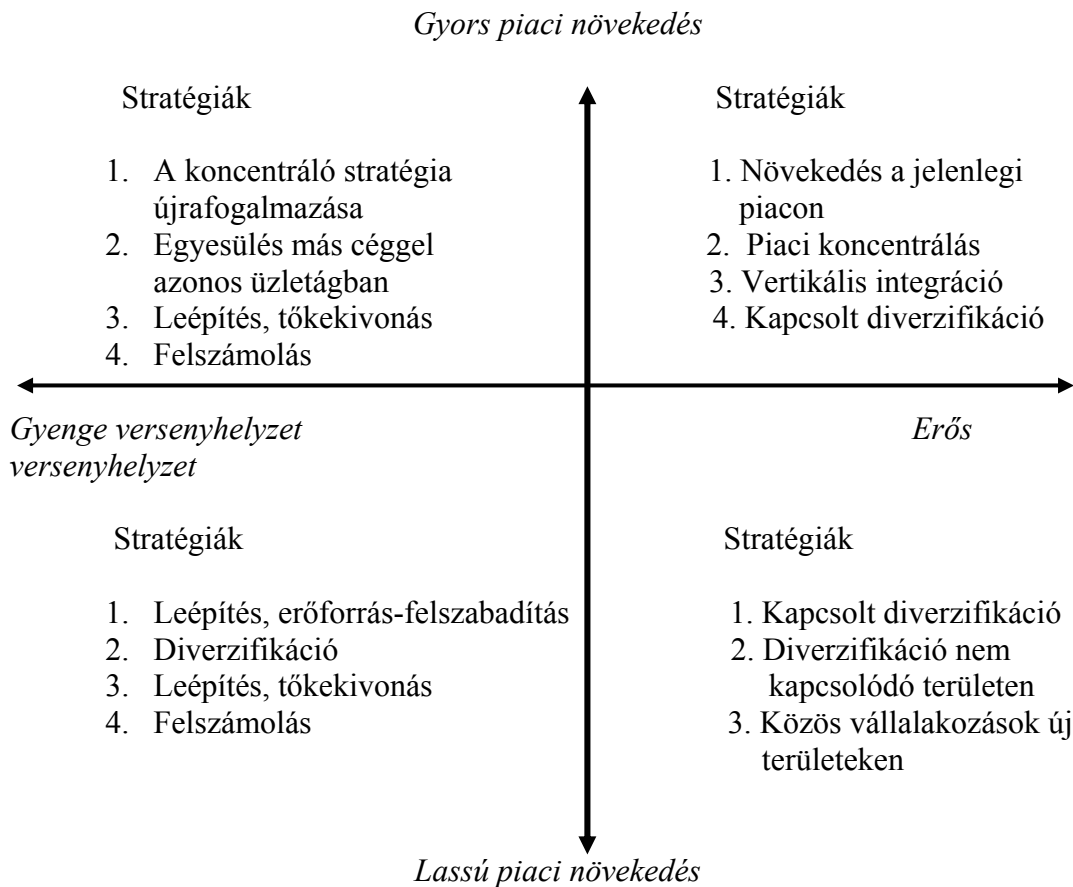 Gyors piaci növekedés
Stratégiák
1. A koncentráló stratégia
újrafogalmazása
2. Egyesülés más céggel
azonos üzletágban
3. Leépítés, tőkekivonás
4. Felszámolás
Stratégiák
1. Növekedés a jelenlegi
piacon
2. Piaci koncentrálás
3. Vertikális integráció
4. Kapcsolt diverzifikáció
Gyenge versenyhelyzet
versenyhelyzet
Erős
Stratégiák
1. Leépítés, erőforrás-felszabadítás
2. Diverzifikáció
3. Leépítés, tőkekivonás
4. Felszámolás
Stratégiák
1. Kapcsolt diverzifikáció
2. Diverzifikáció nem
kapcsolódó területen
3. Közös vállalakozások új
területeken
Lassú piaci növekedés